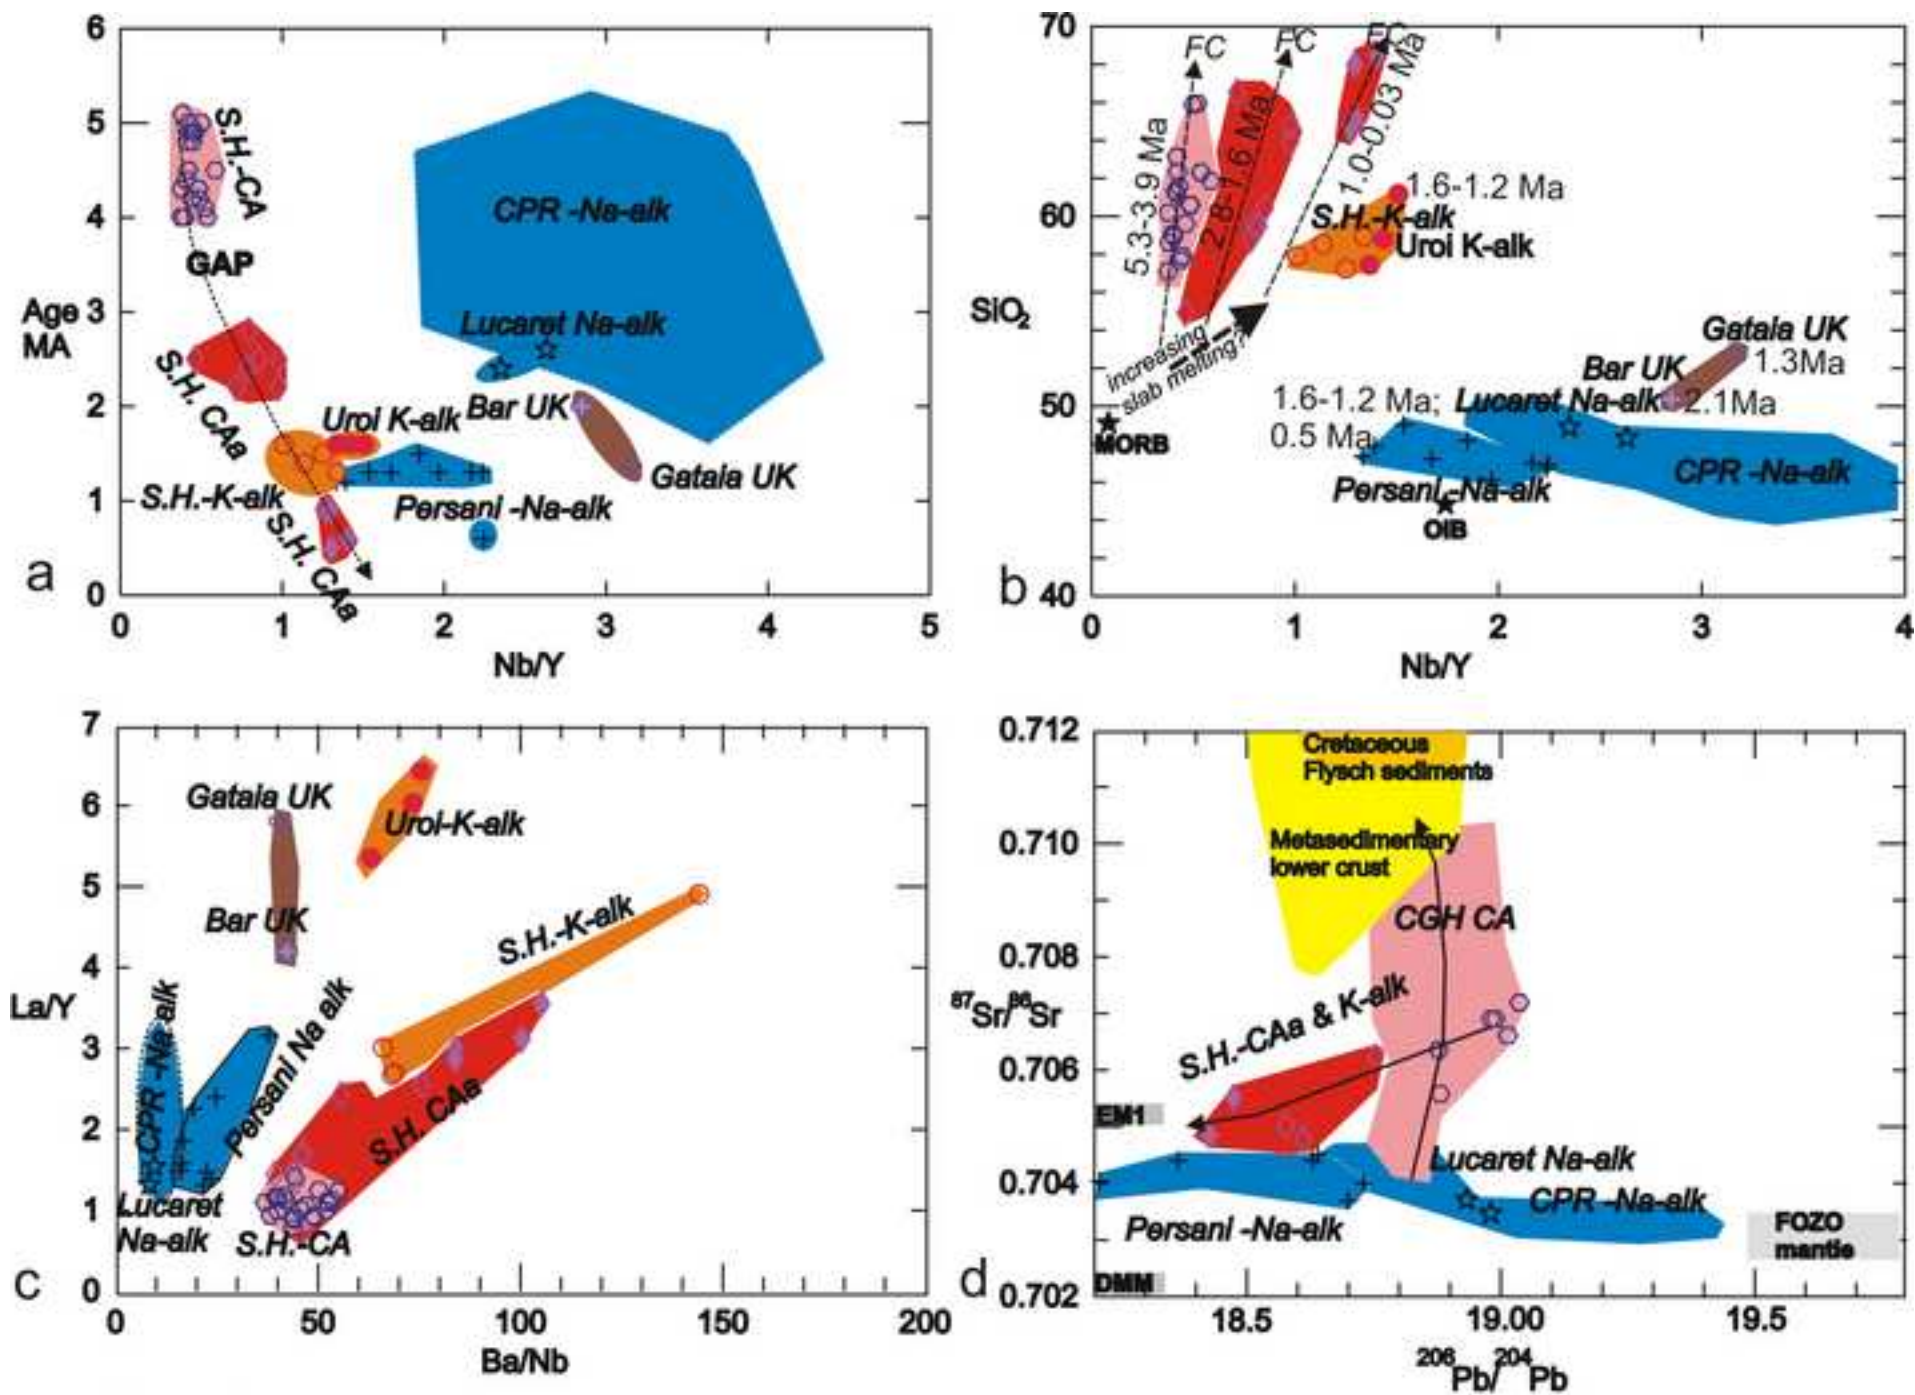 6
5
4
3
2
1
0
Age
MA
S.H.-CA
GAP
CPR -Na-alk
Lucaret Na-alk
S.H. CAa
Uroi K-alk
Bar UK
S.H.-K-alk
Gataia UK
Persani -Na-alk
S.H. CAa
a
0
1
2
3
4
5
Nb/Y
70
60
50
40
SiO2
FC
FC
FC
5.3-3.9 Ma
2.8-1.6 Ma
1.0-0.03 Ma
1.6-1.2 Ma
S.H.-K-alk
Uroi K-alk
increasing
slab melting?
Gataia UK
1.3Ma
Bar UK
2.1Ma
1.6-1.2 Ma;
0.5 Ma
Lucaret Na-alk
MORB
CPR -Na-alk
Persani -Na-alk
OIB
b
0
1
2
3
4
Nb/Y
7
6
5
4
3
2
1
0
La/Y
Gataia UK
Uroi-K-alk
Bar UK
S.H.-K-alk
CPR -Na-alk
Persani Na alk
S.H. CAa
Lucaret
Na-alk
S.H.-CA
c
0
50
100
150
200
Ba/Nb
0.712
0.710
0.708
0.706
0.704
0.702
87Sr/86Sr
Cretaceous
Flysch sediments
Metasedimentary
lower crust
CGH CA
S.H.-CAa & K-alk
EM1
Lucaret Na-alk
CPR -Na-alk
Persani -Na-alk
FOZO
mantle
DMM
d
18.5
19.00
19.5
206Pb/204Pb